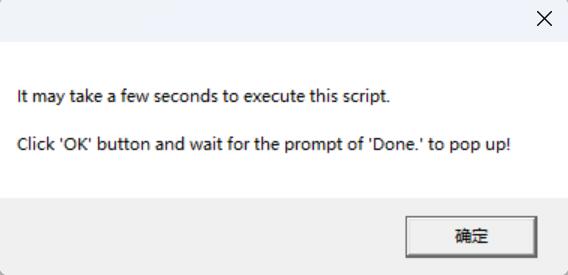 It may take a few seconds to execute this script.
Click 'OK' button and wait for the prompt of 'Done.' to pop up!
确定